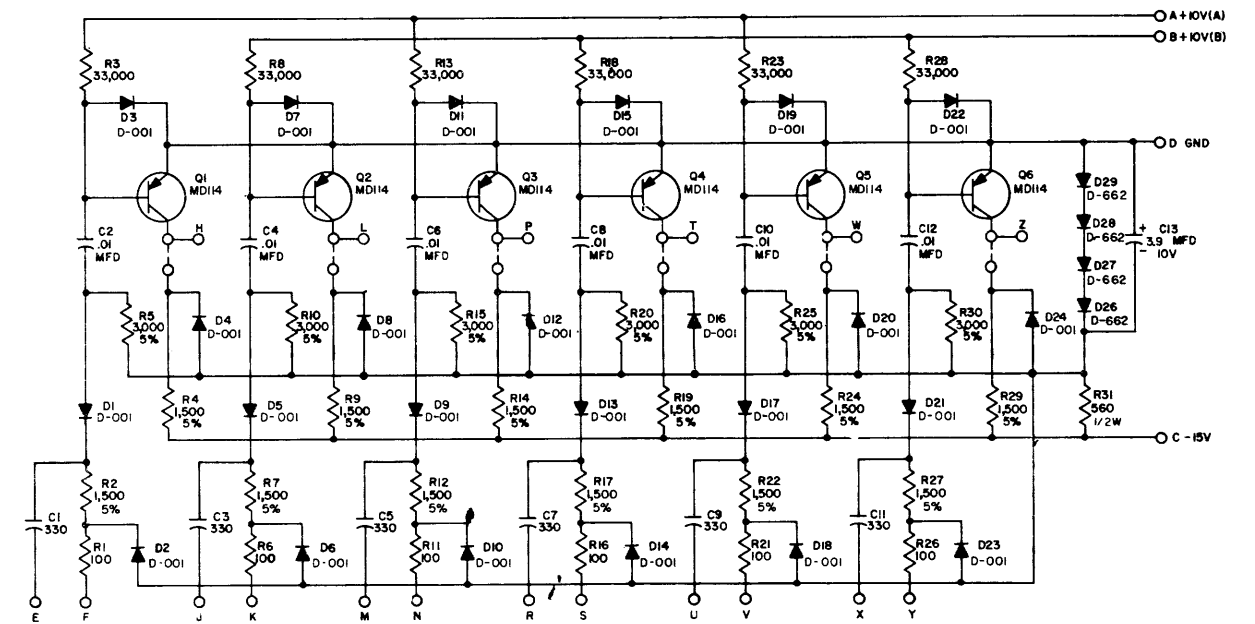 A+10V(A)
B+10V(B)
R3
33,000
R8
33,000
R13
33,000
R18
33,000
R23
33,000
R28
33,000
D3
D-001
D7
D-001
D11
D-001
D15
D-001
D19
D-001
D22
D-001
D GND
Q1
MD114
Q2
MD114
Q3
MD114
Q4
MD114
Q5
MD114
Q6
MD114
D29
D-662
D28
D-662
D27
D-662
D26
D-662
+ C13
3.9 MFD
- 10V
H
L
P
T
W
Z
C2
.01
MFD
C4
.01
MFD
C6
.01
MFD
C8
.01
MFD
C10
.01
MFD
C12
.01
MFD
R5
3,000
5%
D4
D-001
R10
3,000
5%
D8
D-001
R15
3,000
5%
D12
D-001
R20
3,000
5%
D16
D-001
R25
3,000
5%
D20
D-001
R30
3,000
5%
D24
D-001
D1
D-001
R4
1,500
5%
D5
D-001
R9
1,500
5%
D9
D-001
R14
1,500
5%
D13
D-001
R19
1,500
5%
D17
D-001
R24
1,500
5%
D21
D-001
R29
1,500
5%
R31
560
1/2W
C -15V
R2
1,500
5%
R7
1,500
5%
R12
1,500
5%
R17
1,500
5%
R22
1,500
5%
R27
1,500
5%
C1
330
R1
100
D2
D-001
C3
330
R6
100
D6
D-001
C5
330
R11
100
D10
D-001
C7
330
R16
100
D14
D-001
C9
330
R21
100
D18
D-001
C11
330
R26
100
D23
D-001
E F J K M N R S U V X Y